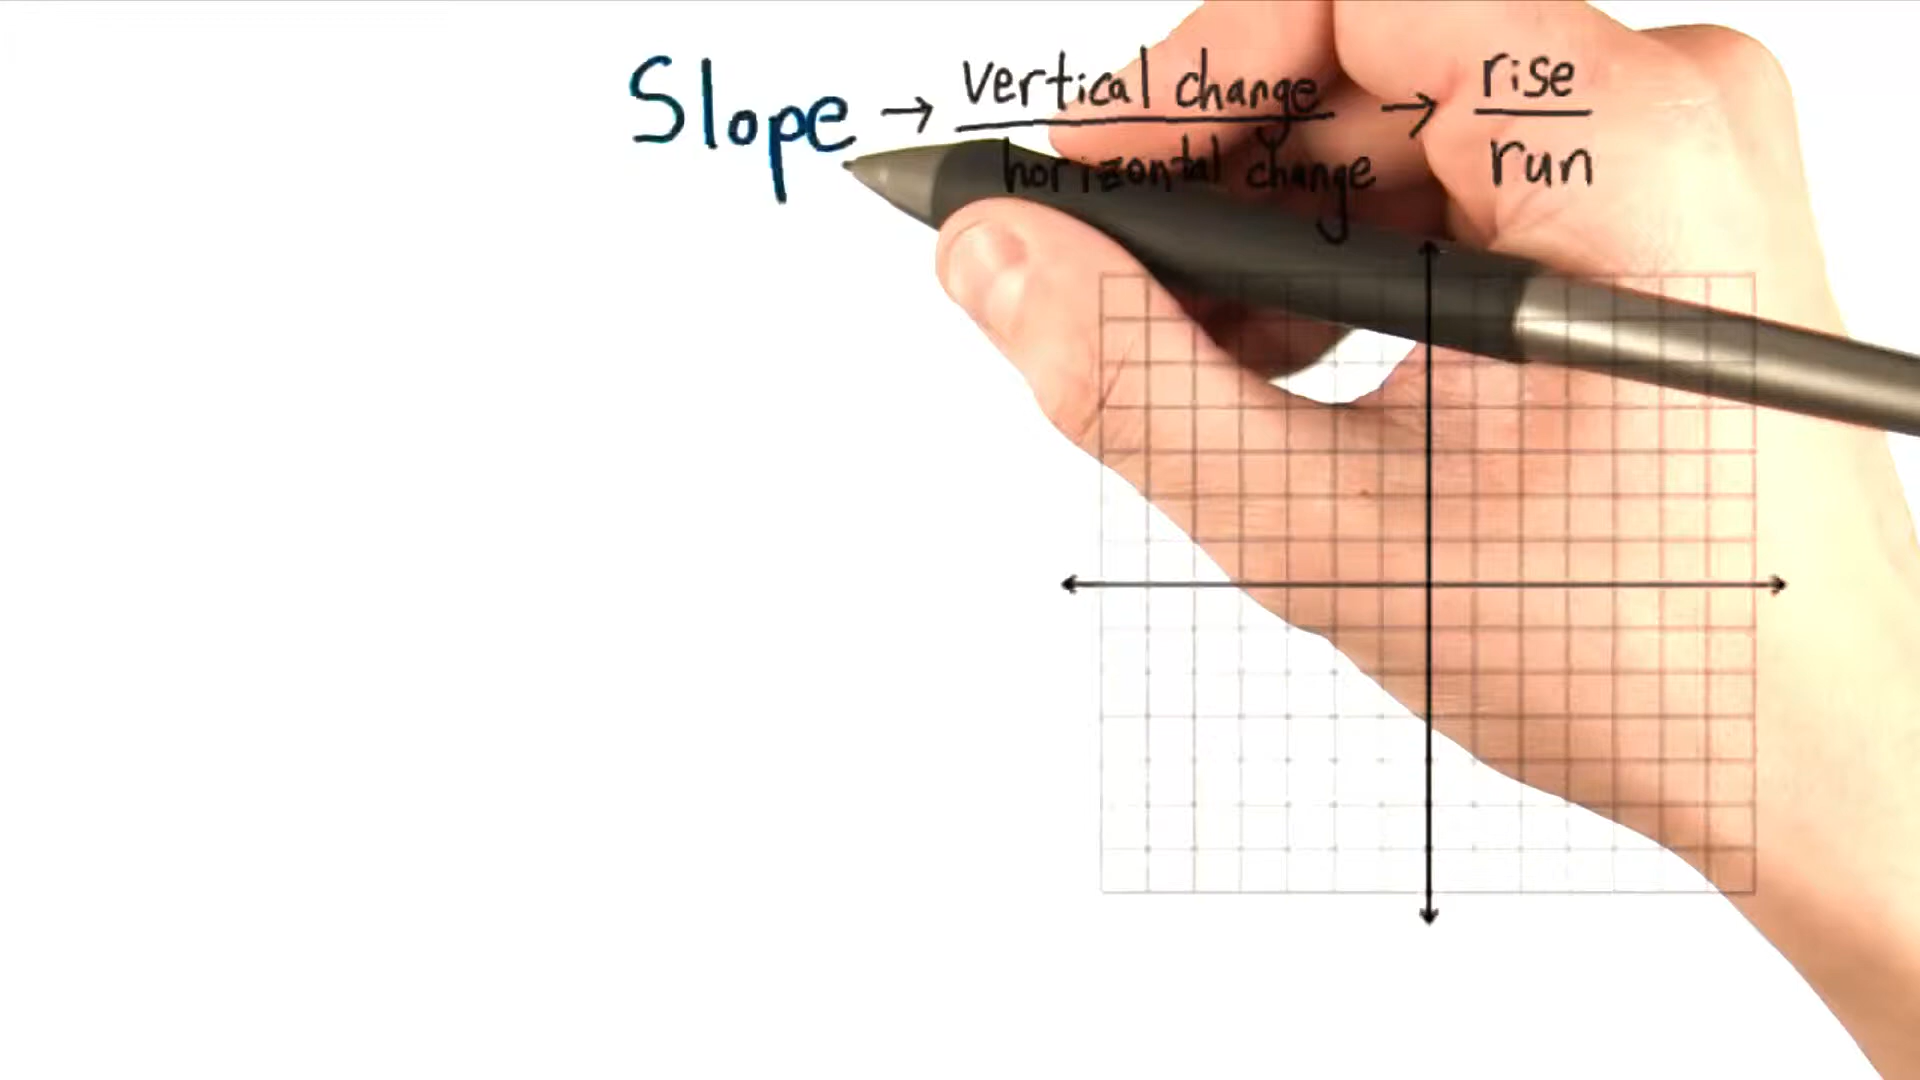 Slope → vertical change → rise
horizontal change run